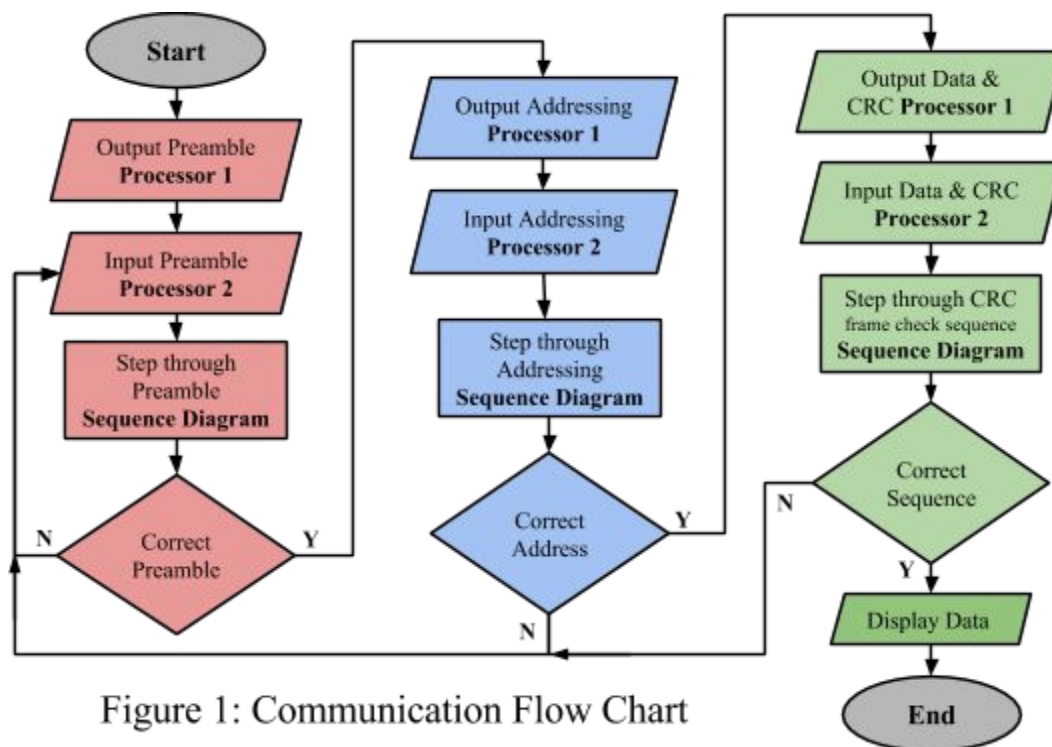 Start
Output Preamble
Processor 1
Input Preamble
Processor 2
Step through
Preamble
Sequence Diagram
N
Correct
Preamble
Y
Output Addressing
Processor 1
Input Addressing
Processor 2
Step through
Addressing
Sequence Diagram
Correct
Address
Y
N
Output Data &
CRC Processor 1
Input Data & CRC
Processor 2
Step through CRC
frame check sequence
Sequence Diagram
N
Correct
Sequence
Y
Display Data
End
Figure 1: Communication Flow Chart